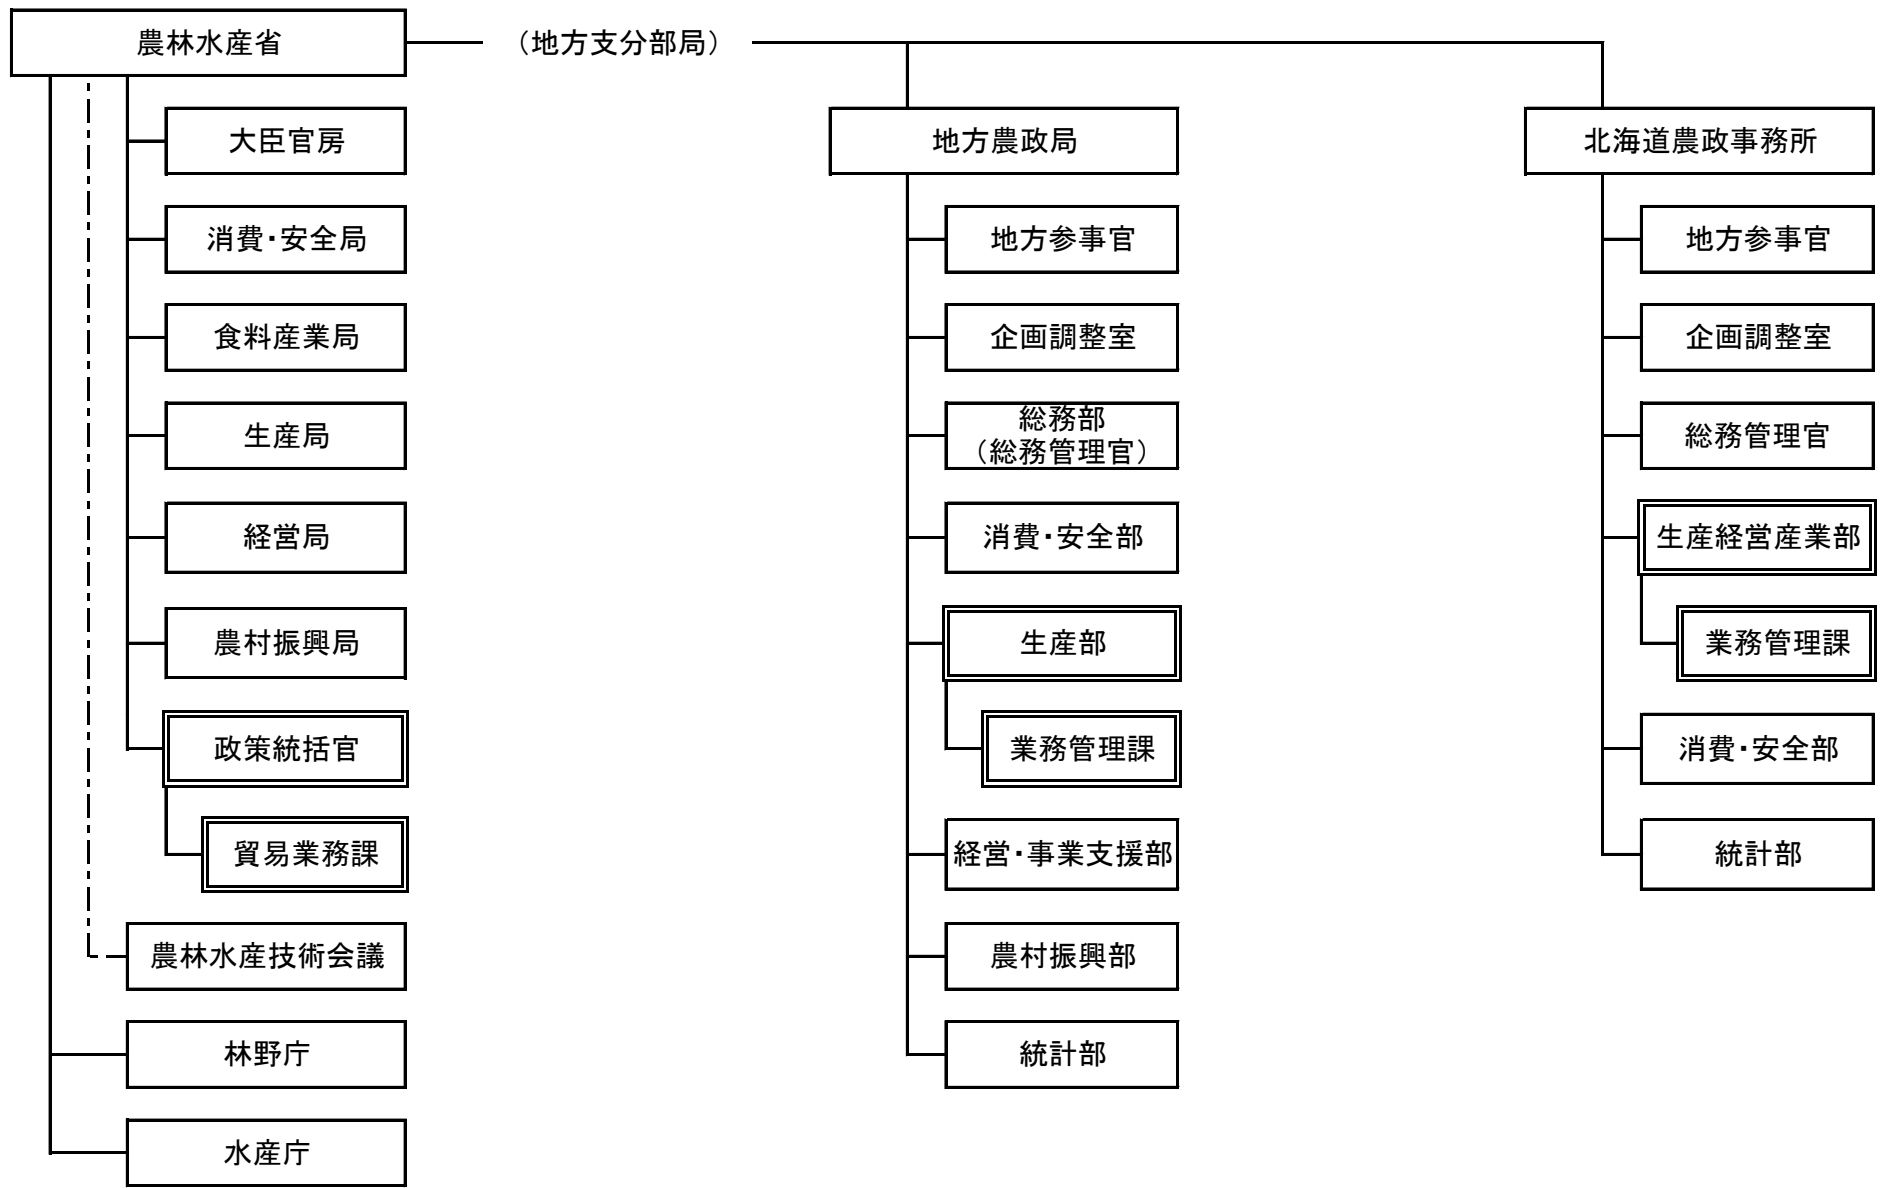 農林水産省
（地方支分部局）
大臣官房
消費・安全局
食料産業局
生産局
経営局
農村振興局
政策統括官
貿易業務課
農林水産技術会議
林野庁
水産庁
地方農政局
地方参事官
企画調整室
総務部
（総務管理官）
消費・安全部
生産部
業務管理課
経営・事業支援部
農村振興部
統計部
北海道農政事務所
地方参事官
企画調整室
総務管理官
生産経営産業部
業務管理課
消費・安全部
統計部